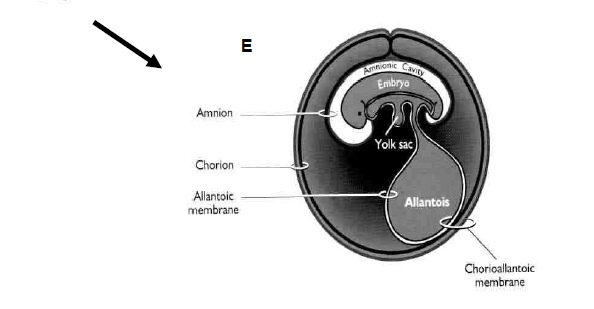 E
Amnionic Cavity
Embryo
Amnion
Yolk sac
Chorion
Allantoic
membrane
Allantois
Chorioallantoic
membrane